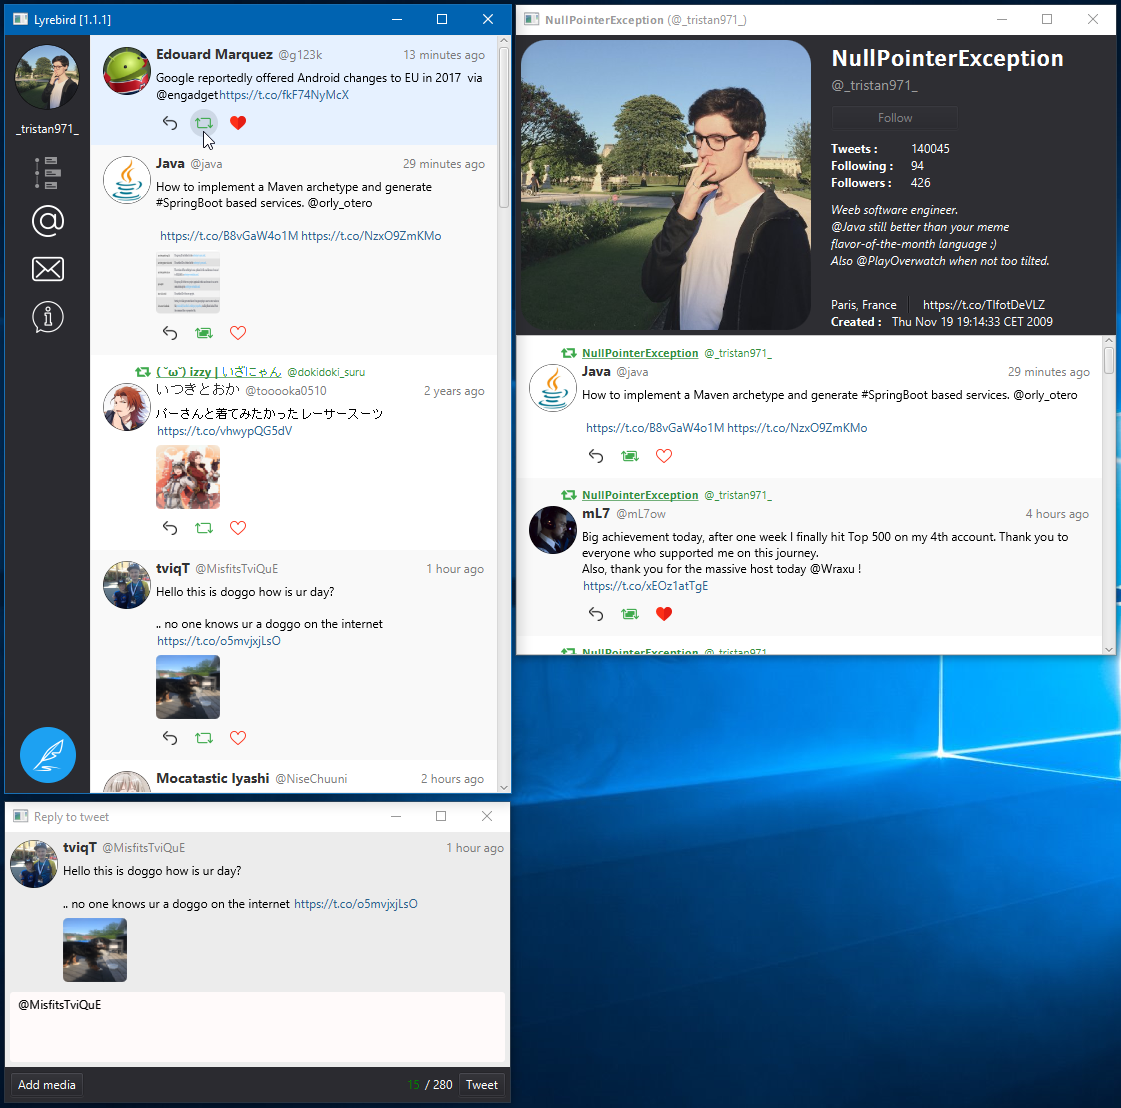 Lyrebird [1.1.1]
_tristan971_
Edouard Marquez @g123k 13 minutes ago
Google reportedly offered Android changes to EU in 2017 via
@engadgethttps://t.co/fkF74NyMcX
Java @java 29 minutes ago
How to implement a Maven archetype and generate
#SpringBoot based services. @orly_otero
https://t.co/B8vGaW4o1M https://t.co/NzxO9ZmKMo
( ˘ω˘) izzy | いざにゃん @dokidoki_suru
いつきとおか @tooooka0510 2 years ago
バーさんと着てみたかったレーサースーツ
https://t.co/vhwypQG5dV
tviqT @MisfitsTviQuE 1 hour ago
Hello this is doggo how is ur day?
.. no one knows ur a doggo on the internet
https://t.co/o5mvjxjLsO
Mocatastic Iyashi @NiseChuuni 2 hours ago
NullPointerException (@_tristan971_)
NullPointerException
@_tristan971_
Follow
Tweets : 140045
Following : 94
Followers : 426
Weeb software engineer.
@Java still better than your meme
flavor-of-the-month language :)
Also @PlayOverwatch when not too tilted.
Paris, France https://t.co/TIfotDeVLZ
Created : Thu Nov 19 19:14:33 CET 2009
NullPointerException @_tristan971_
Java @java 29 minutes ago
How to implement a Maven archetype and generate #SpringBoot based services. @orly_otero
https://t.co/B8vGaW4o1M https://t.co/NzxO9ZmKMo
NullPointerException @_tristan971_
mL7 @mL7ow 4 hours ago
Big achievement today, after one week I finally hit Top 500 on my 4th account. Thank you to
everyone who supported me on this journey.
Also, thank you for the massive host today @Wraxu !
https://t.co/xEOz1atTgE
NullPointerException @_tristan971_
Reply to tweet
tviqT @MisfitsTviQuE 1 hour ago
Hello this is doggo how is ur day?
.. no one knows ur a doggo on the internet https://t.co/o5mvjxjLsO
@MisfitsTviQuE
Add media 15 / 280 Tweet